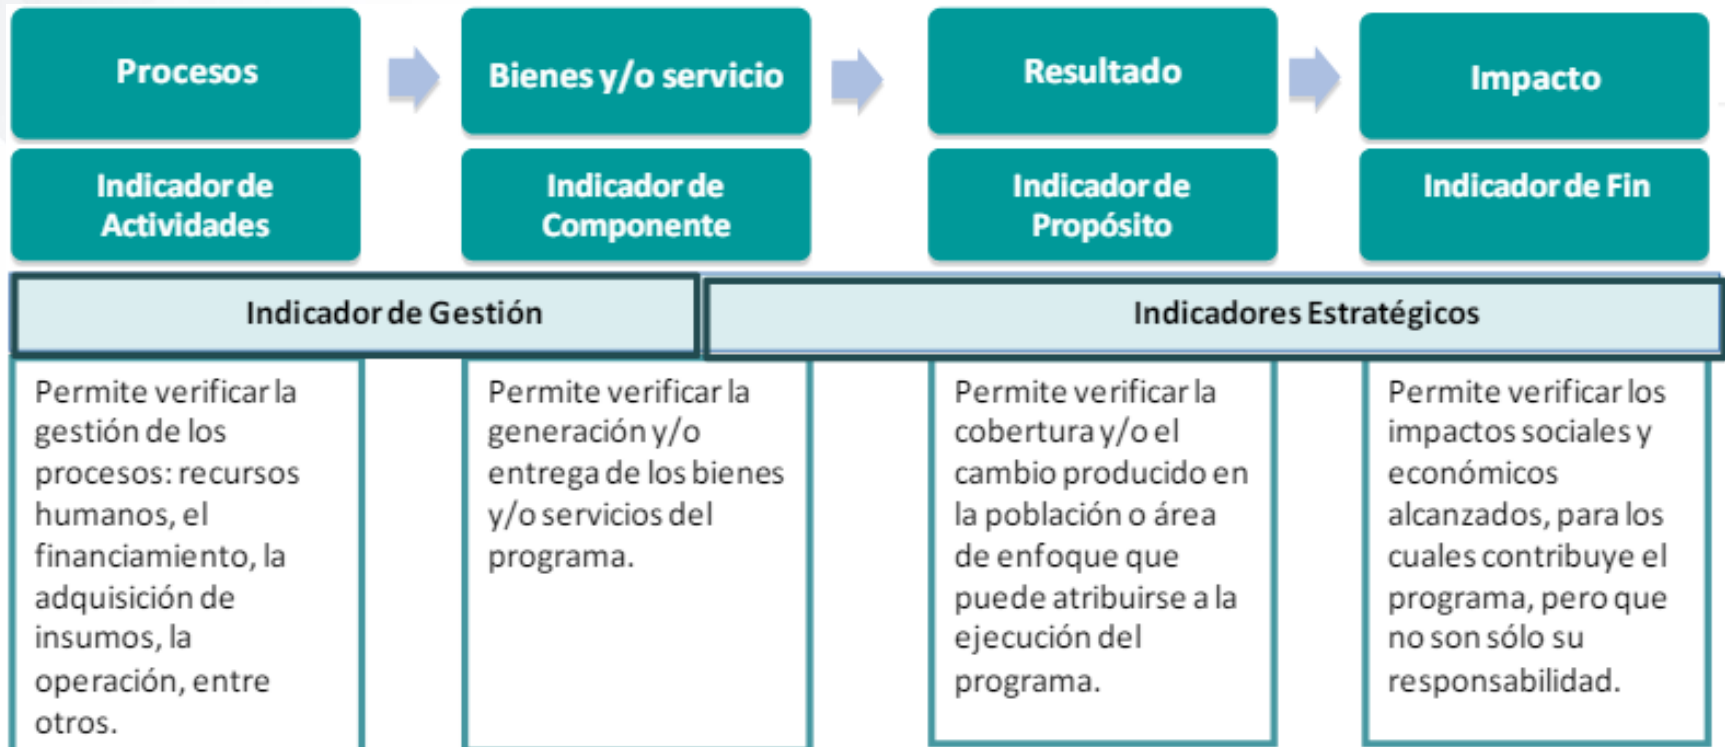 Procesos
Bienes y/o servicio
Resultado
Impacto
Indicador de
Actividades
Indicador de
Componente
Indicador de
Propósito
Indicador de Fin
Indicador de Gestión
Indicadores Estratégicos
Permite verificar la
gestión de los
procesos: recursos
humanos, el
financiamiento, la
adquisición de
insumos, la
operación, entre
otros.
Permite verificar la
generación y/o
entrega de los bienes
y/o servicios del
programa.
Permite verificar la
cobertura y/o el
cambio producido en
la población o área
de enfoque que
puede atribuirse a la
ejecución del
programa.
Permite verificar los
impactos sociales y
económicos
alcanzados, para los
cuales contribuye el
programa, pero que
no son sólo su
responsabilidad.